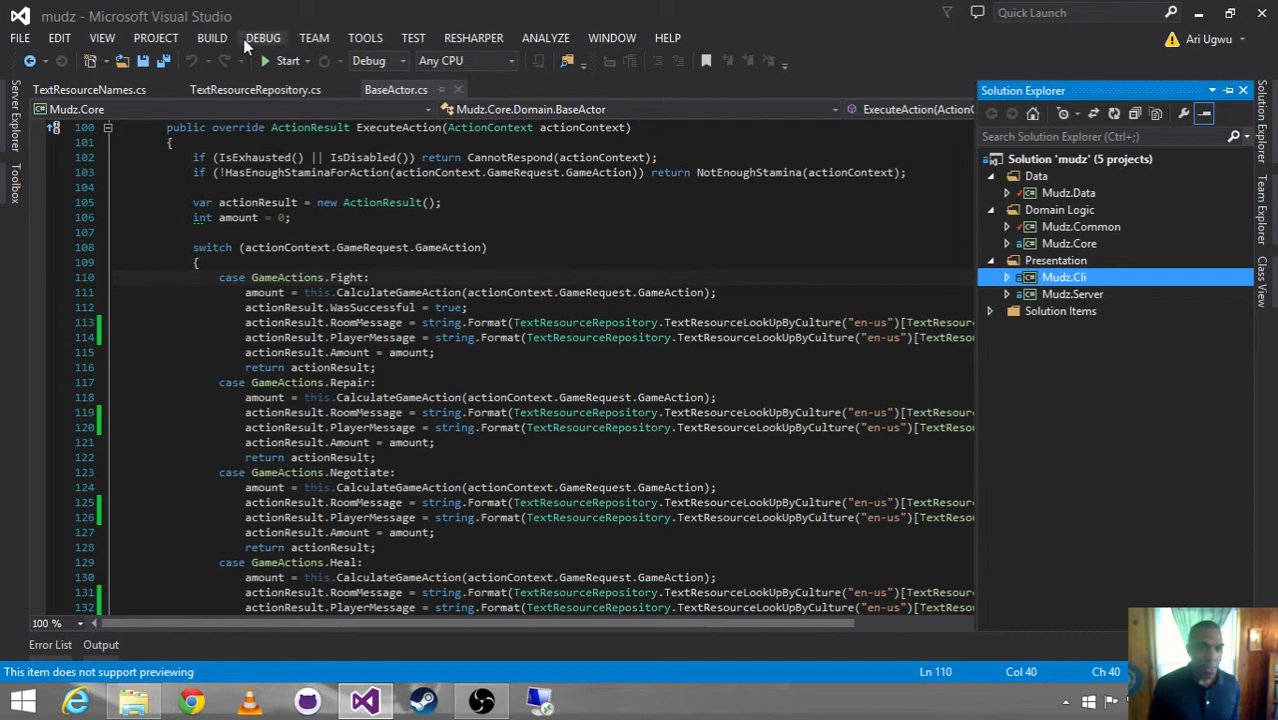 mudz - Microsoft Visual Studio
Quick Launch
FILE EDIT VIEW PROJECT BUILD DEBUG TEAM TOOLS TEST RESHARPER ANALYZE WINDOW HELP
Ari Ugwu
Start Debug Any CPU
TextResourceNames.cs TextResourceRepository.cs BaseActor.cs
Mudz.Core Mudz.Core.Domain.BaseActor ExecuteAction(ActionC
100 public override ActionResult ExecuteAction(ActionContext actionContext)
101 {
102 if (IsExhausted() || IsDisabled()) return CannotRespond(actionContext);
103 if (!HasEnoughStaminaForAction(actionContext.GameRequest.GameAction)) return NotEnoughStamina(actionContext);
104
105 var actionResult = new ActionResult();
106 int amount = 0;
107
108 switch (actionContext.GameRequest.GameAction)
109 {
110 case GameActions.Fight:
111 amount = this.CalculateGameAction(actionContext.GameRequest.GameAction);
112 actionResult.WasSuccessful = true;
113 actionResult.RoomMessage = string.Format(TextResourceRepository.TextResourceLookUpByCulture("en-us")[TextResour
114 actionResult.PlayerMessage = string.Format(TextResourceRepository.TextResourceLookUpByCulture("en-us")[TextReso
115 actionResult.Amount = amount;
116 return actionResult;
117 case GameActions.Repair:
118 amount = this.CalculateGameAction(actionContext.GameRequest.GameAction);
119 actionResult.RoomMessage = string.Format(TextResourceRepository.TextResourceLookUpByCulture("en-us")[TextResour
120 actionResult.PlayerMessage = string.Format(TextResourceRepository.TextResourceLookUpByCulture("en-us")[TextReso
121 actionResult.Amount = amount;
122 return actionResult;
123 case GameActions.Negotiate:
124 amount = this.CalculateGameAction(actionContext.GameRequest.GameAction);
125 actionResult.RoomMessage = string.Format(TextResourceRepository.TextResourceLookUpByCulture("en-us")[TextResour
126 actionResult.PlayerMessage = string.Format(TextResourceRepository.TextResourceLookUpByCulture("en-us")[TextReso
127 actionResult.Amount = amount;
128 return actionResult;
129 case GameActions.Heal:
130 amount = this.CalculateGameAction(actionContext.GameRequest.GameAction);
131 actionResult.RoomMessage = string.Format(TextResourceRepository.TextResourceLookUpByCulture("en-us")[TextResour
132 actionResult.PlayerMessage = string.Format(TextResourceRepository.TextResourceLookUpByCulture("en-us")[TextReso
100 %
Server Explorer
Toolbox
Solution Explorer
Search Solution Explorer (Ctrl+;)
Solution 'mudz' (5 projects)
Data
Mudz.Data
Domain Logic
Mudz.Common
Mudz.Core
Presentation
Mudz.Cli
Mudz.Server
Solution Items
Solution Explorer
Team Explorer
Class View
Error List Output
This item does not support previewing Ln 110 Col 40 Ch 40